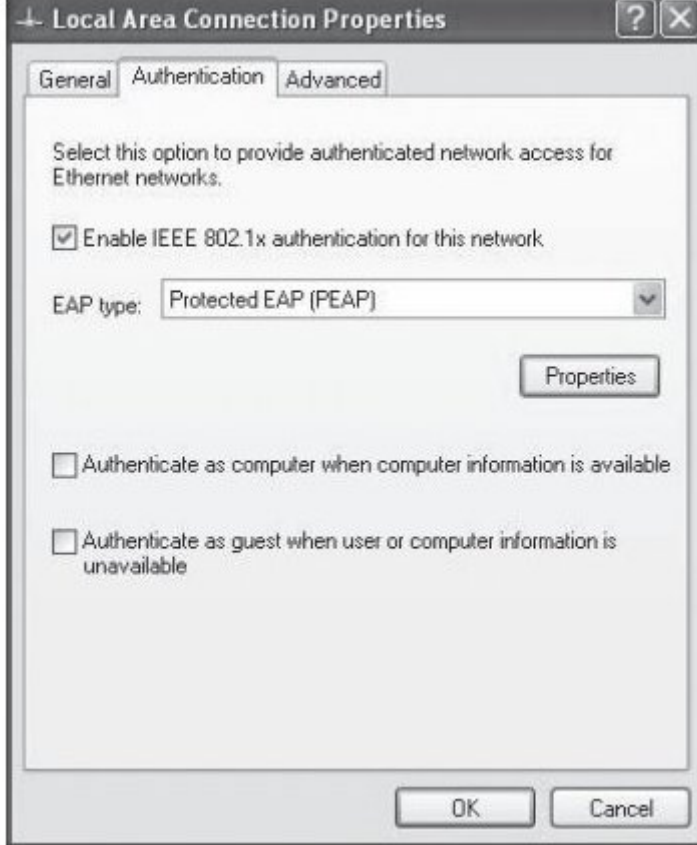 Local Area Connection Properties
General Authentication Advanced
Select this option to provide authenticated network access for
Ethernet networks.
Enable IEEE 802.1x authentication for this network
EAP type: Protected EAP (PEAP)
Properties
Authenticate as computer when computer information is available
Authenticate as guest when user or computer information is
unavailable
OK Cancel